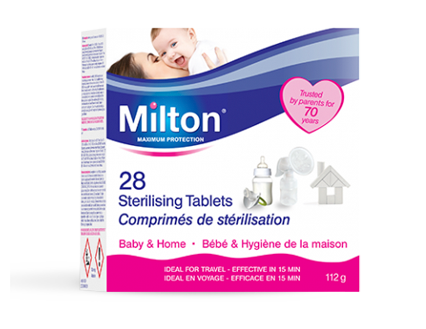 Trusted
by parents for
70
years
Milton®
MAXIMUM PROTECTION
28
Sterilising Tablets
Comprimés de stérilisation
Baby & Home • Bébé & Hygiène de la maison
IDEAL FOR TRAVEL - EFFECTIVE IN 15 MIN
IDEAL EN VOYAGE - EFFICACE EN 15 MIN
112 g